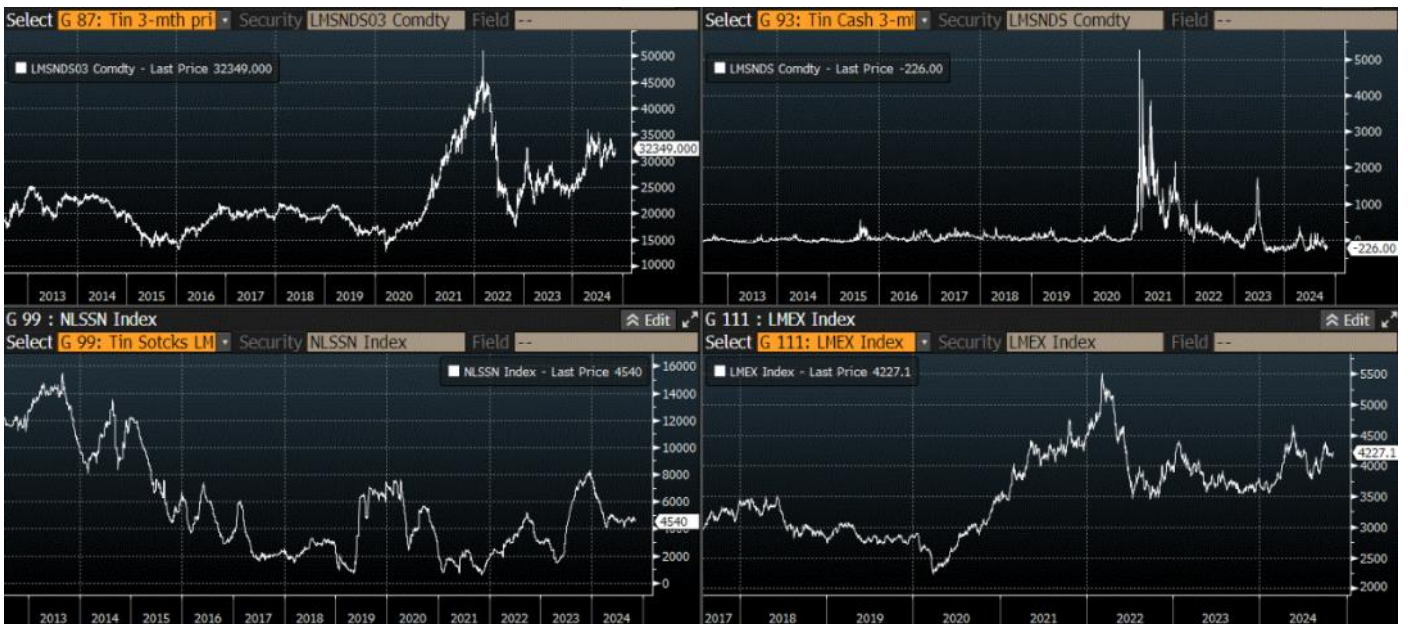 Select G 87: Tin 3-mth pri Security LMSNDS03 Comdty Field --
LMSNDS03 Comdty - Last Price 32349.000
50000
45000
40000
35000
32349.000
30000
25000
20000
15000
10000
2013 2014 2015 2016 2017 2018 2019 2020 2021 2022 2023 2024
Select G 93: Tin Cash 3-mt Security LMSNDS Comdty Field --
LMSNDS Comdty - Last Price -226.00
5000
4000
3000
2000
1000
0
-226.00
2013 2014 2015 2016 2017 2018 2019 2020 2021 2022 2023 2024
G 99 : NLSSN Index Edit
Select G 99: Tin Sotcks LM Security NLSSN Index Field --
NLSSN Index - Last Price 4540
16000
14000
12000
10000
8000
6000
4540
4000
2000
0
2013 2014 2015 2016 2017 2018 2019 2020 2021 2022 2023 2024
G 111 : LMEX Index Edit
Select G 111: LMEX Index Security LMEX Index Field --
LMEX Index - Last Price 4227.1
5500
5000
4500
4227.1
4000
3500
3000
2500
2000
2017 2018 2019 2020 2021 2022 2023 2024